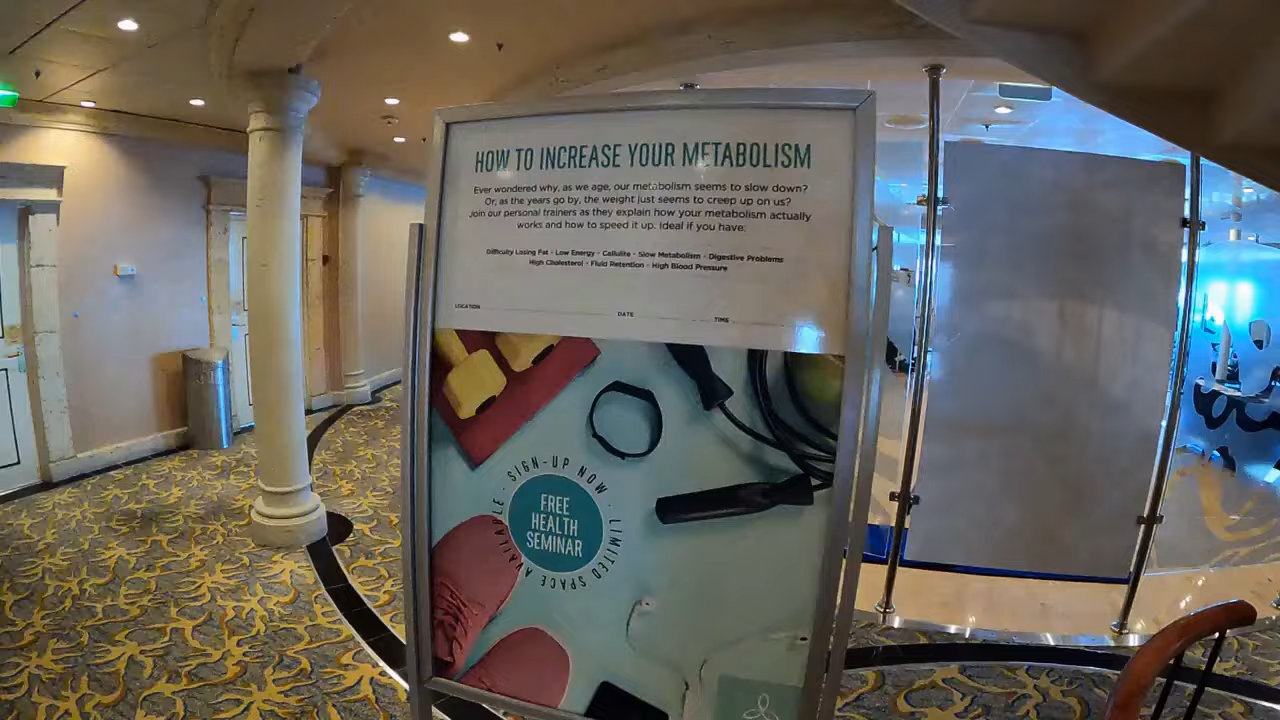 HOW TO INCREASE YOUR METABOLISM
Ever wondered why, as we age, our metabolism seems to slow down?
Or, as the years go by, the weight just seems to creep up on us?
Join our personal trainers as they explain how your metabolism actually
works and how to speed it up. Ideal if you have:
Difficulty Losing Fat - Low Energy - Cellulite - Slow Metabolism - Digestive Problems
High Cholesterol - Fluid Retention - High Blood Pressure
LOCATION
DATE
TIME
SIGN-UP NOW · LIMITED SPACE AVAILABLE ·
FREE
HEALTH
SEMINAR